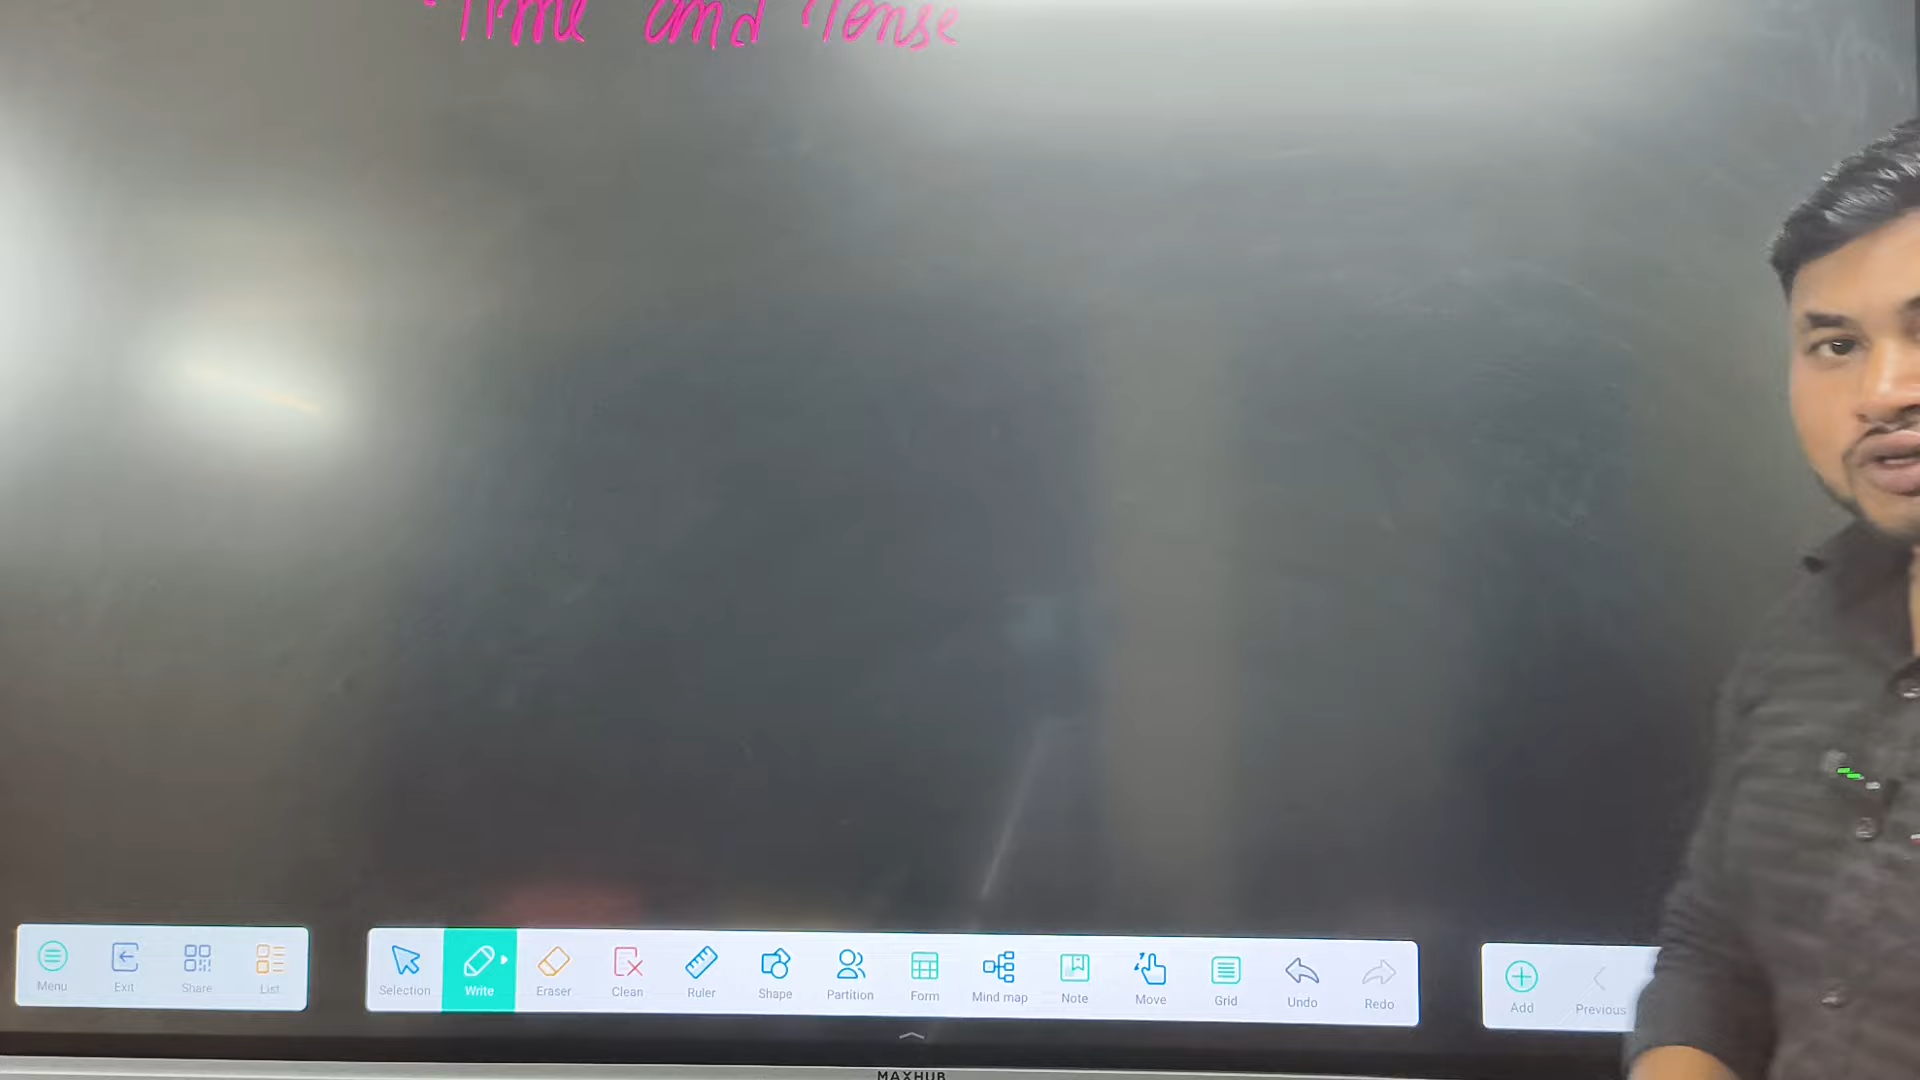 Time and Tense
Menu
Exit
Share
List
Selection
Write
Eraser
Clean
Ruler
Shape
Partition
Form
Mind map
Note
Move
Grid
Undo
Redo
Add
Previous
MAXHUB